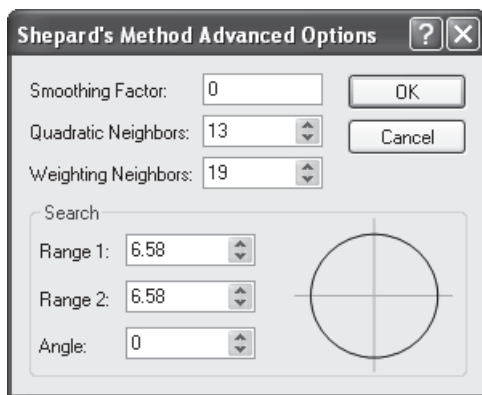 Shepard's Method Advanced Options
Smoothing Factor: 0
OK
Quadratic Neighbors: 13
Cancel
Weighting Neighbors: 19
Search
Range 1: 6.58
Range 2: 6.58
Angle: 0